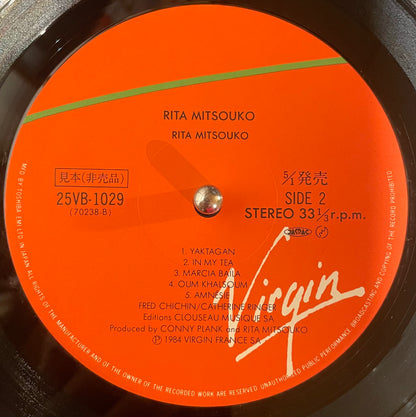 RITA MITSOUKO
RITA MITSOUKO
見本(非売品)
25VB-1029
(70238-B)
5/1発売
SIDE 2
STEREO 33 1/3 r.p.m.
1. YAKTAGAN
2. IN MY TEA
3. MARCIA BAILA
4. OUM KHALSOUM
5. AMNESIE
FRED CHICHIN/CATHERINE RINGER
Editions CLOUSEAU MUSIQUE SA
Produced by CONNY PLANK and RITA MITSOUKO
Ⓟ 1984 VIRGIN FRANCE SA
Virgin
MFD BY TOSHIBA EMI LTD IN JAPAN. ALL RIGHTS OF THE MANUFACTURER AND OF THE OWNER OF THE RECORDED WORK ARE RESERVED. UNAUTHORIZED PUBLIC PERFORMANCE, BROADCASTING AND COPYING OF THE RECORD PROHIBITED